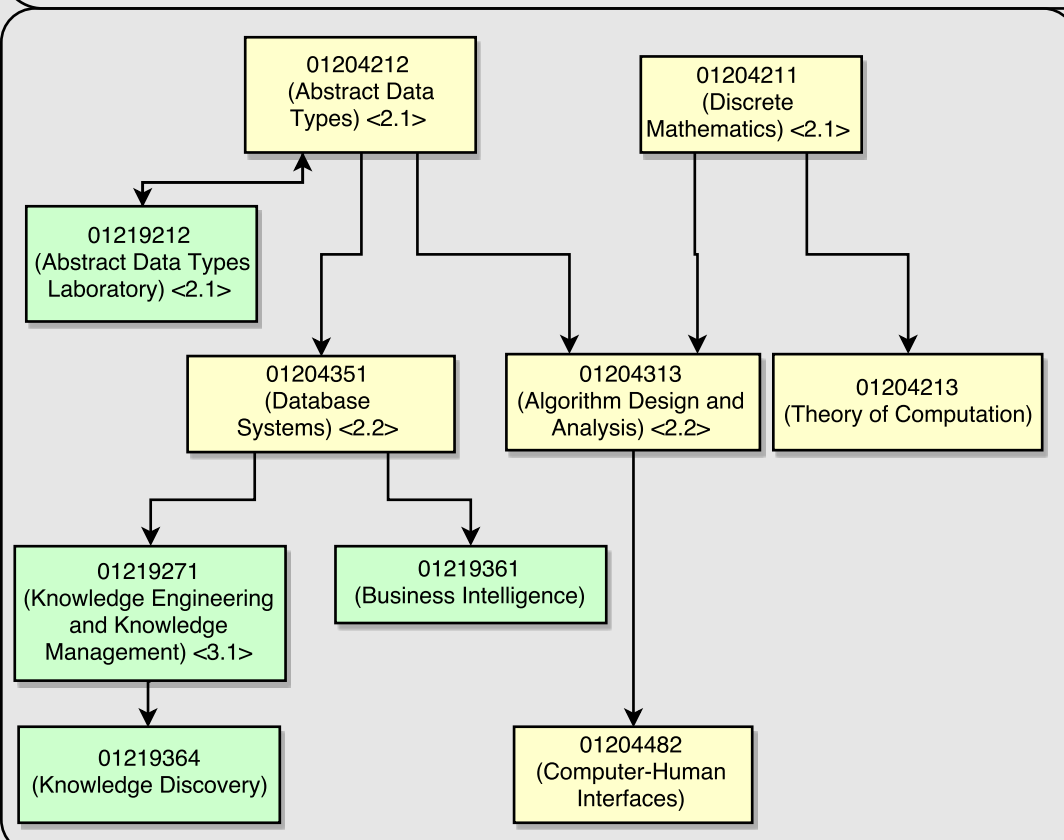 01204212
(Abstract Data
Types) <2.1>
01204211
(Discrete
Mathematics) <2.1>
01219212
(Abstract Data Types
Laboratory) <2.1>
01204351
(Database
Systems) <2.2>
01204313
(Algorithm Design and
Analysis) <2.2>
01204213
(Theory of Computation)
01219271
(Knowledge Engineering
and Knowledge
Management) <3.1>
01219361
(Business Intelligence)
01219364
(Knowledge Discovery)
01204482
(Computer-Human
Interfaces)